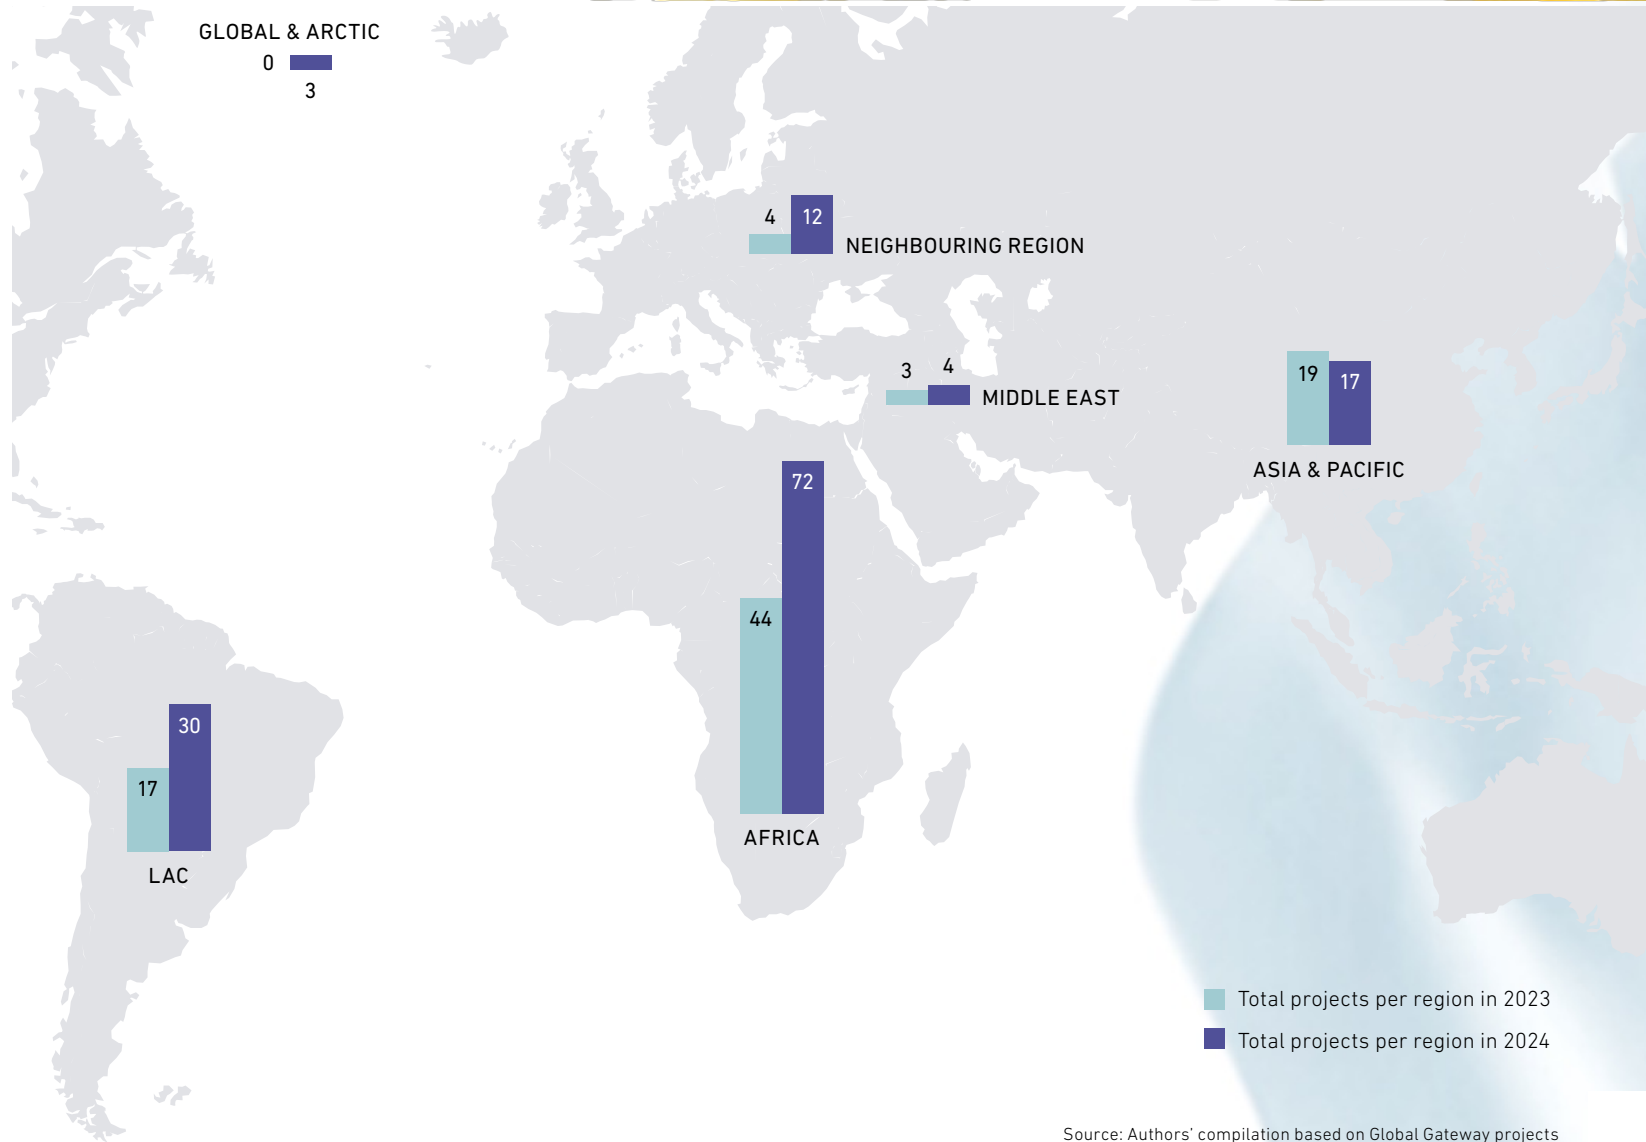 GLOBAL & ARCTIC
0
3
4
12
NEIGHBOURING REGION
3
4
MIDDLE EAST
19
17
ASIA & PACIFIC
72
44
AFRICA
30
17
LAC
Total projects per region in 2023
Total projects per region in 2024
Source: Authors' compilation based on Global Gateway projects